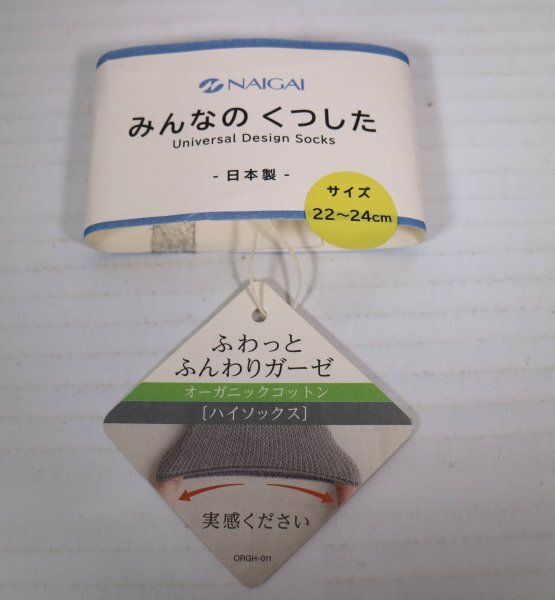 NAIGAI
みんなの くつした
Universal Design Socks
- 日本製 -
サイズ
22～24cm
ふわっと
ふんわりガーゼ
オーガニックコットン
[ハイソックス]
実感ください
ORGH-011